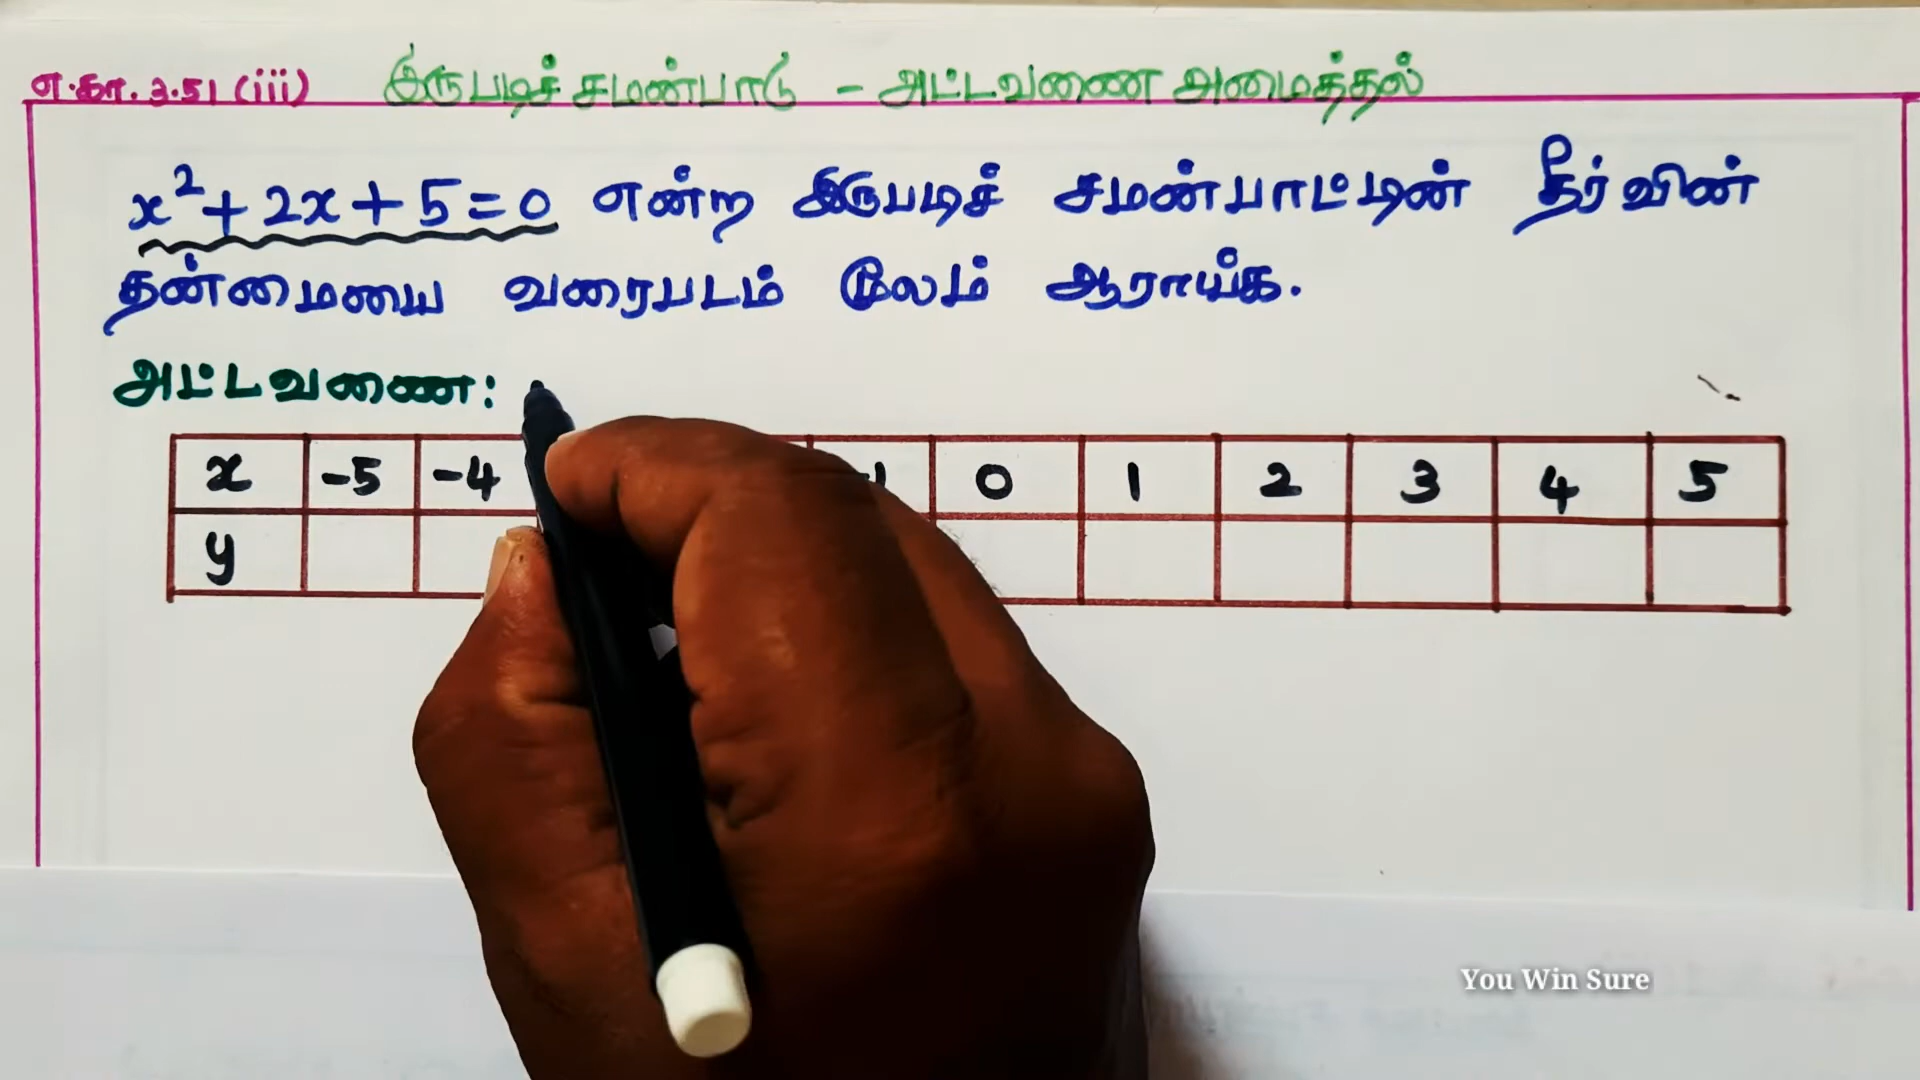 எ.கா. 3.51 (iii) இருபடிச் சமன்பாடு - அட்டவணை அமைத்தல்
x² + 2x + 5 = 0 என்ற இருபடிச் சமன்பாட்டின் தீர்வின்
தன்மையை வரைபடம் மூலம் ஆராய்க.
அட்டவணை:
x -5 -4 0 1 2 3 4 5
y
You Win Sure